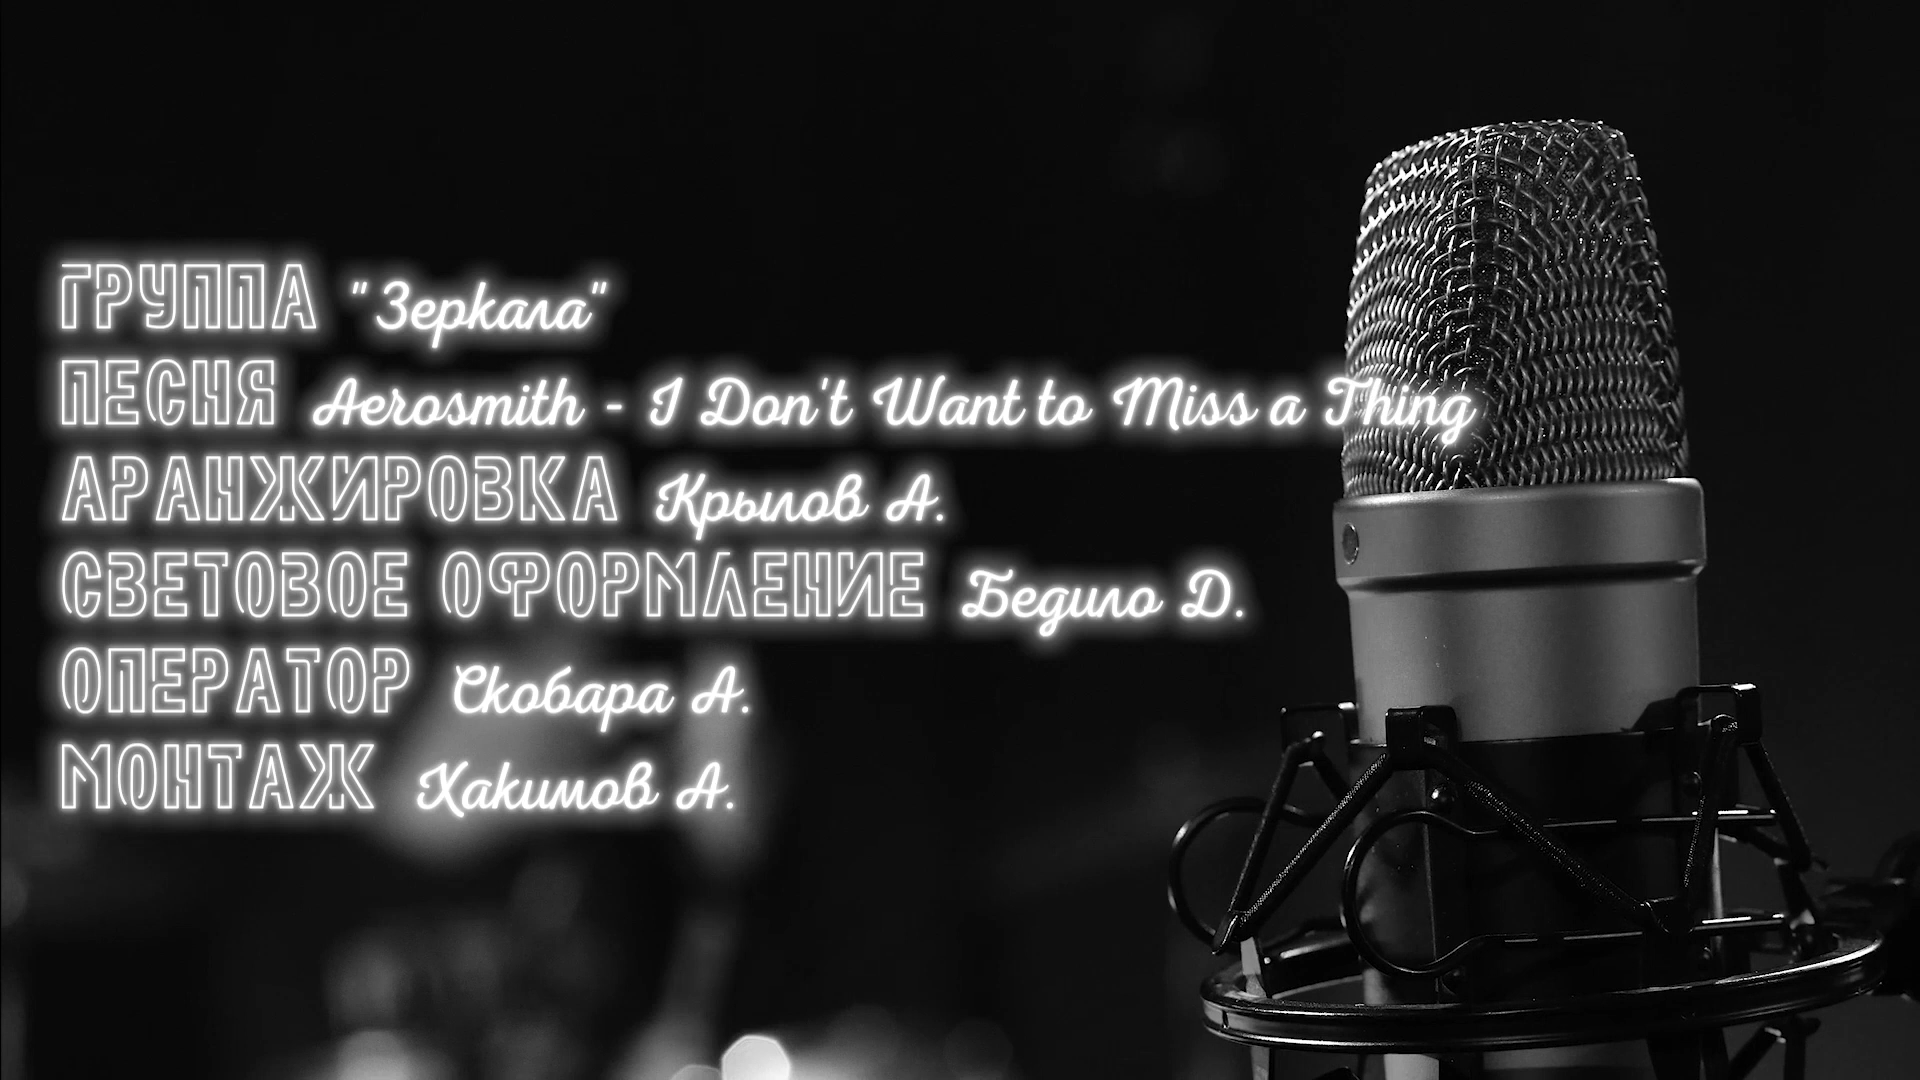 ГРУППА "Зеркала"
ПЕСНЯ Aerosmith - I Don't Want to Miss a Thing
АРАНЖИРОВКА Крылов А.
СВЕТОВОЕ ОФОРМЛЕНИЕ Бедило Д.
ОПЕРАТОР Скобара А.
МОНТАЖ Хакимов А.